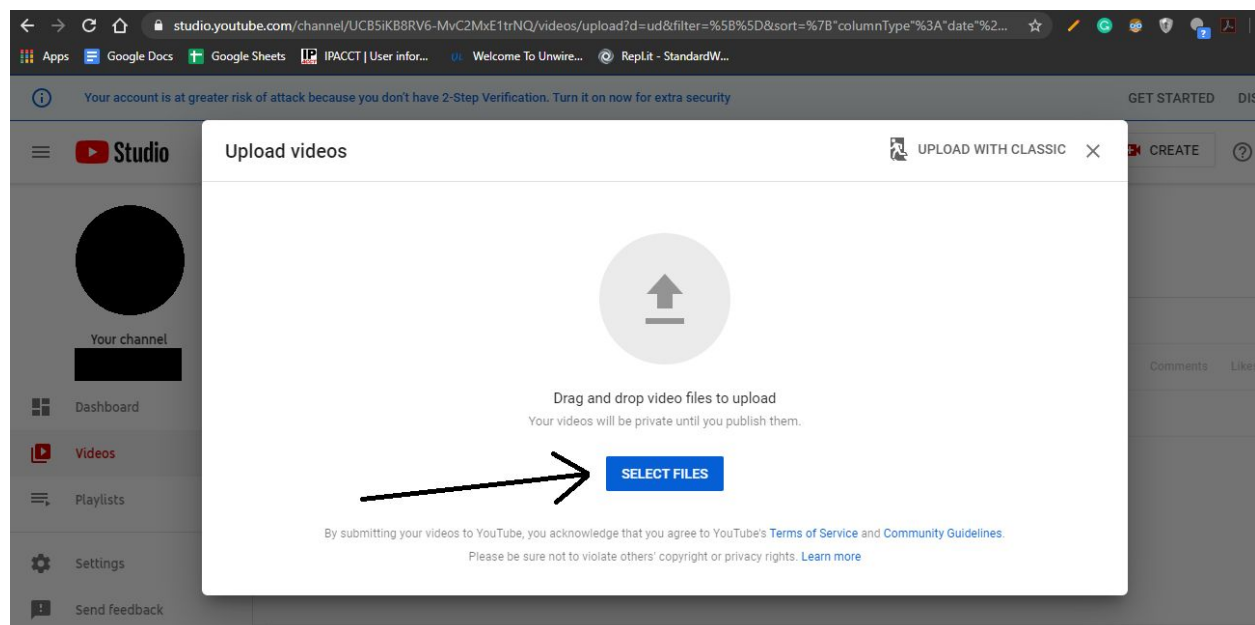 studio.youtube.com/channel/UCB5iKB8RV6-MvC2MxE1trNQ/videos/upload?d=ud&filter=%5B%5D&sort=%7B"columnType"%3A"date"%2...
Apps Google Docs Google Sheets IPACCT | User infor... UL Welcome To Unwire... Repl.it - StandardW...
Your account is at greater risk of attack because you don't have 2-Step Verification. Turn it on now for extra security GET STARTED DIS
Studio Upload videos UPLOAD WITH CLASSIC CREATE
Your channel
Comments Like
Drag and drop video files to upload
Dashboard
Your videos will be private until you publish them.
Videos
SELECT FILES
Playlists
By submitting your videos to YouTube, you acknowledge that you agree to YouTube's Terms of Service and Community Guidelines.
Please be sure not to violate others' copyright or privacy rights. Learn more
Settings
Send feedback